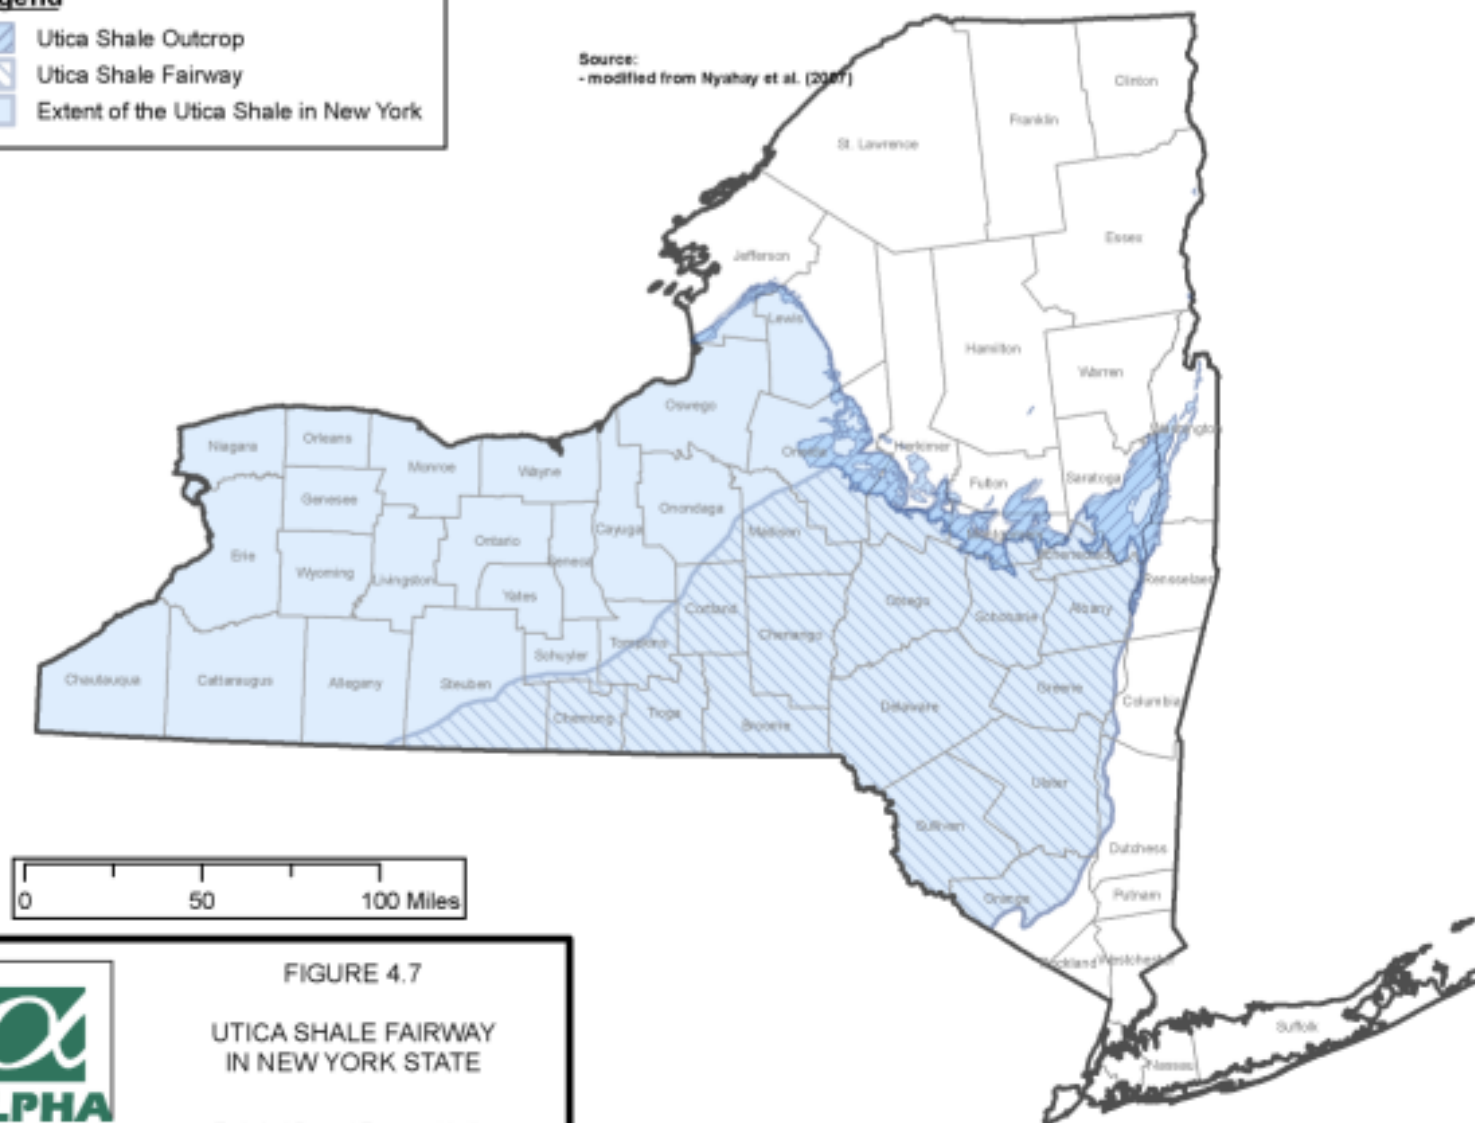 Utica Shale Outcrop
Utica Shale Fairway
Extent of the Utica Shale in New York
Source:
- modified from Nyahay et al. (2007)
Clinton
Franklin
St. Lawrence
Essex
Jefferson
Lewis
Hamilton
Warren
Oswego
Niagara
Orleans
Monroe
Wayne
Herkimer
Saratoga
Fulton
Genesee
Onondaga
Cayuga
Madison
Ontario
Erie
Wyoming
Livingston
Yates
Rensselaer
Cortland
Otsego
Schoharie
Albany
Chenango
Tompkins
Schuyler
Chautauqua
Cattaraugus
Allegany
Steuben
Greene
Columbia
Delaware
Chemung
Tioga
Broome
Ulster
Sullivan
Dutchess
Orange
Putnam
Westchester
Suffolk
Nassau
0 50 100 Miles
FIGURE 4.7
UTICA SHALE FAIRWAY
IN NEW YORK STATE
LPHA